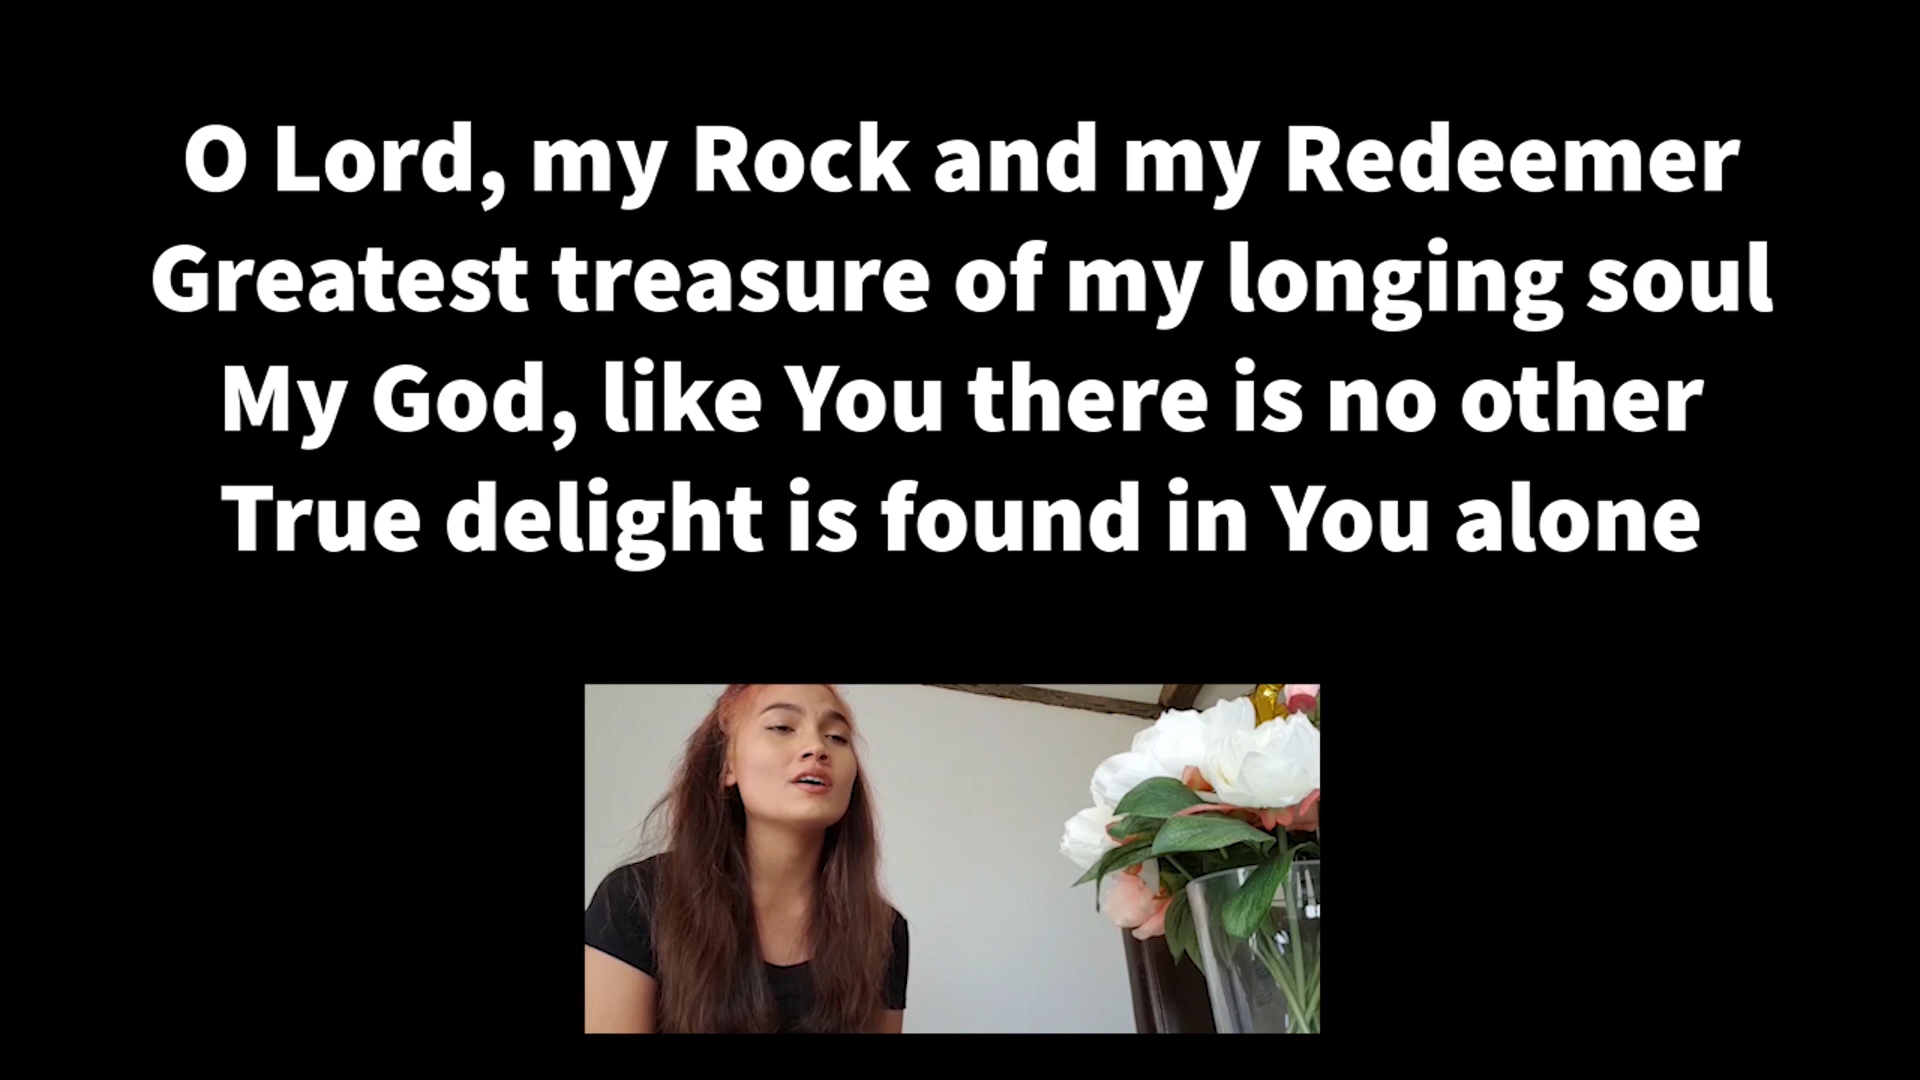 O Lord, my Rock and my Redeemer
Greatest treasure of my longing soul
My God, like You there is no other
True delight is found in You alone